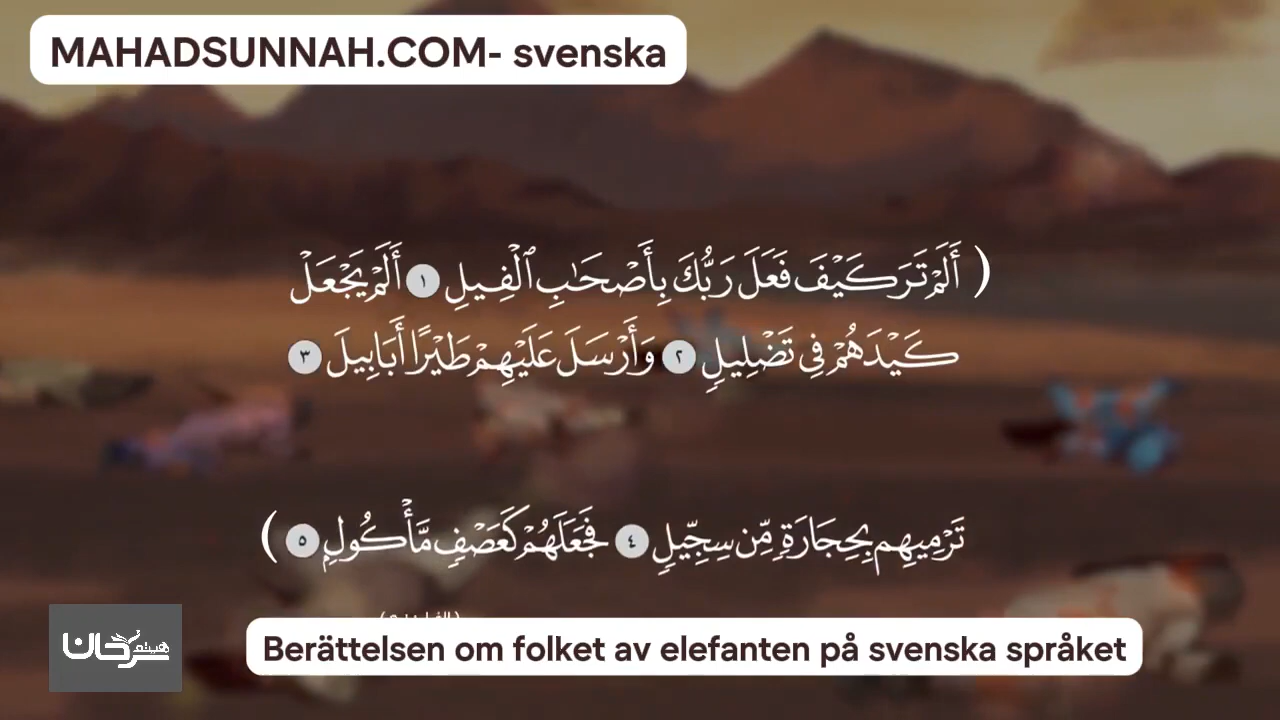 MAHADSUNNAH.COM- svenska
( أَلَمْ تَرَ كَيْفَ فَعَلَ رَبُّكَ بِأَصْحَٰبِ ٱلْفِيلِ ١ أَلَمْ يَجْعَلْ
كَيْدَهُمْ فِى تَضْلِيلٍ ٢ وَأَرْسَلَ عَلَيْهِمْ طَيْرًا أَبَابِيلَ ٣
تَرْمِيهِم بِحِجَارَةٍ مِّن سِجِّيلٍ ٤ فَجَعَلَهُمْ كَعَصْفٍ مَّأْكُولٍ ٥ )
Berättelsen om folket av elefanten på svenska språket